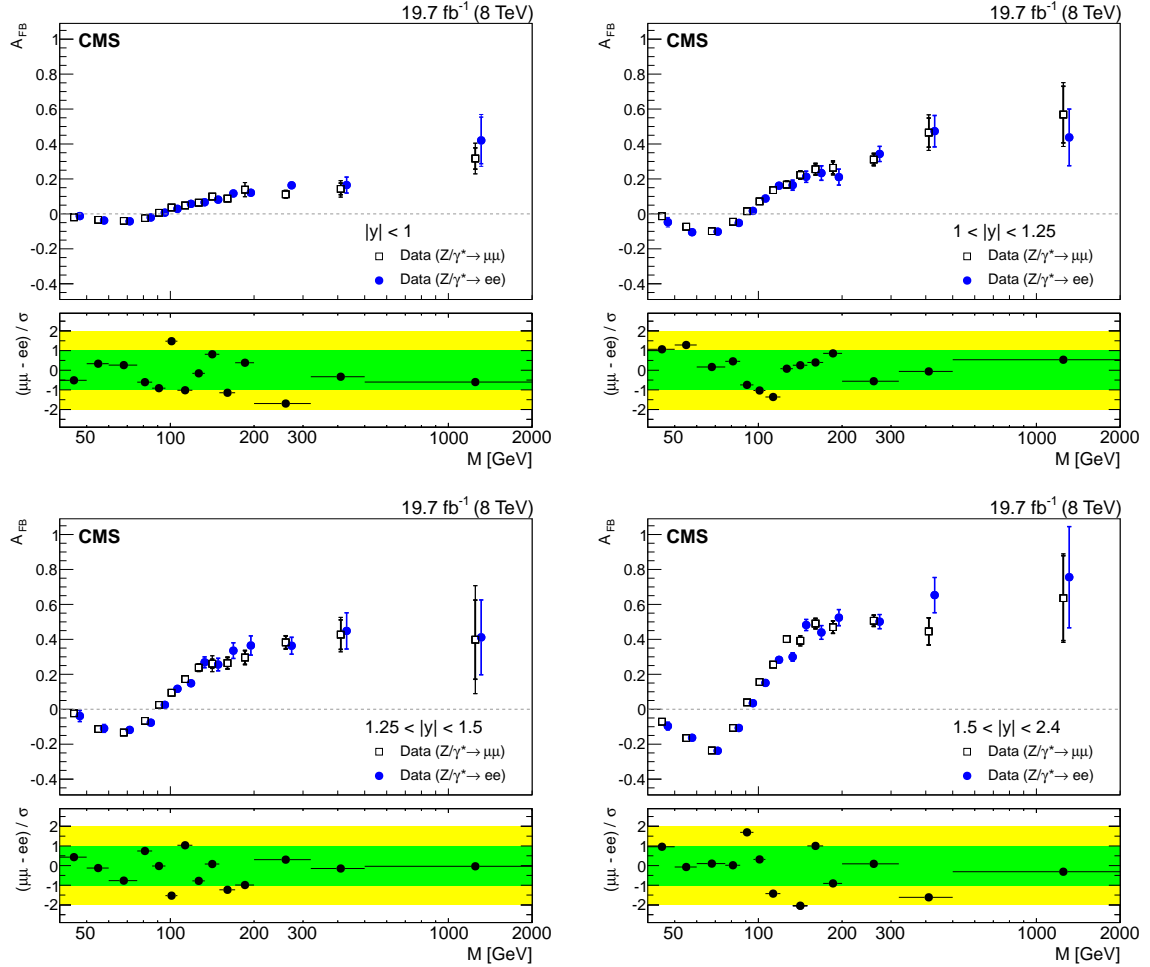 19.7 fb⁻¹ (8 TeV)
A_FB
CMS
1
0.8
0.6
0.4
0.2
0
-0.2
-0.4
|y| < 1
Data (Z/γ*→ μμ)
Data (Z/γ*→ ee)
(μμ - ee) / σ
2
1
0
-1
-2
50 100 200 300 1000 2000
M [GeV]
19.7 fb⁻¹ (8 TeV)
A_FB
CMS
1
0.8
0.6
0.4
0.2
0
-0.2
-0.4
1 < |y| < 1.25
Data (Z/γ*→ μμ)
Data (Z/γ*→ ee)
(μμ - ee) / σ
2
1
0
-1
-2
50 100 200 300 1000 2000
M [GeV]
19.7 fb⁻¹ (8 TeV)
A_FB
CMS
1
0.8
0.6
0.4
0.2
0
-0.2
-0.4
1.25 < |y| < 1.5
Data (Z/γ*→ μμ)
Data (Z/γ*→ ee)
(μμ - ee) / σ
2
1
0
-1
-2
50 100 200 300 1000 2000
M [GeV]
19.7 fb⁻¹ (8 TeV)
A_FB
CMS
1
0.8
0.6
0.4
0.2
0
-0.2
-0.4
1.5 < |y| < 2.4
Data (Z/γ*→ μμ)
Data (Z/γ*→ ee)
(μμ - ee) / σ
2
1
0
-1
-2
50 100 200 300 1000 2000
M [GeV]